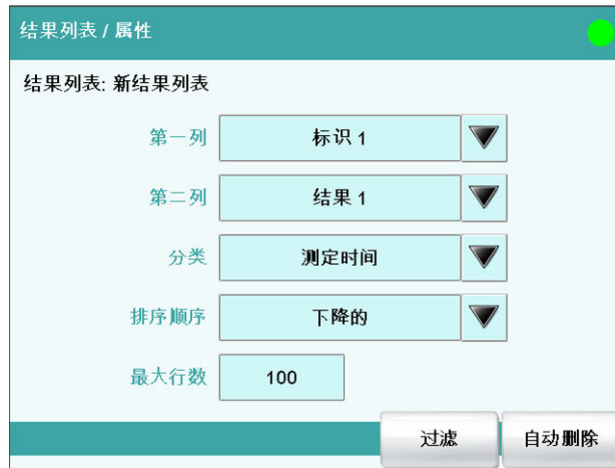 结果列表 / 属性
结果列表: 新结果列表
第一列 标识 1
第二列 结果 1
分类 测定时间
排序顺序 下降的
最大行数 100
过滤 自动删除